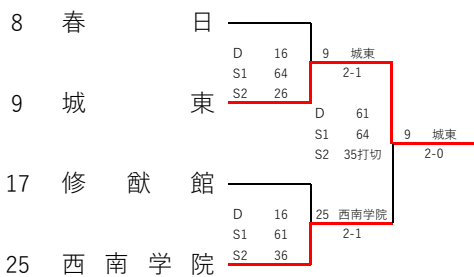 8 春 日
D 16 9 城東
S1 64 2-1
S2 26
9 城 東
D 61
S1 64 9 城東
S2 35打切 2-0
17 修 猷 館
D 16 25 西南学院
S1 61 2-1
S2 36
25 西 南 学 院